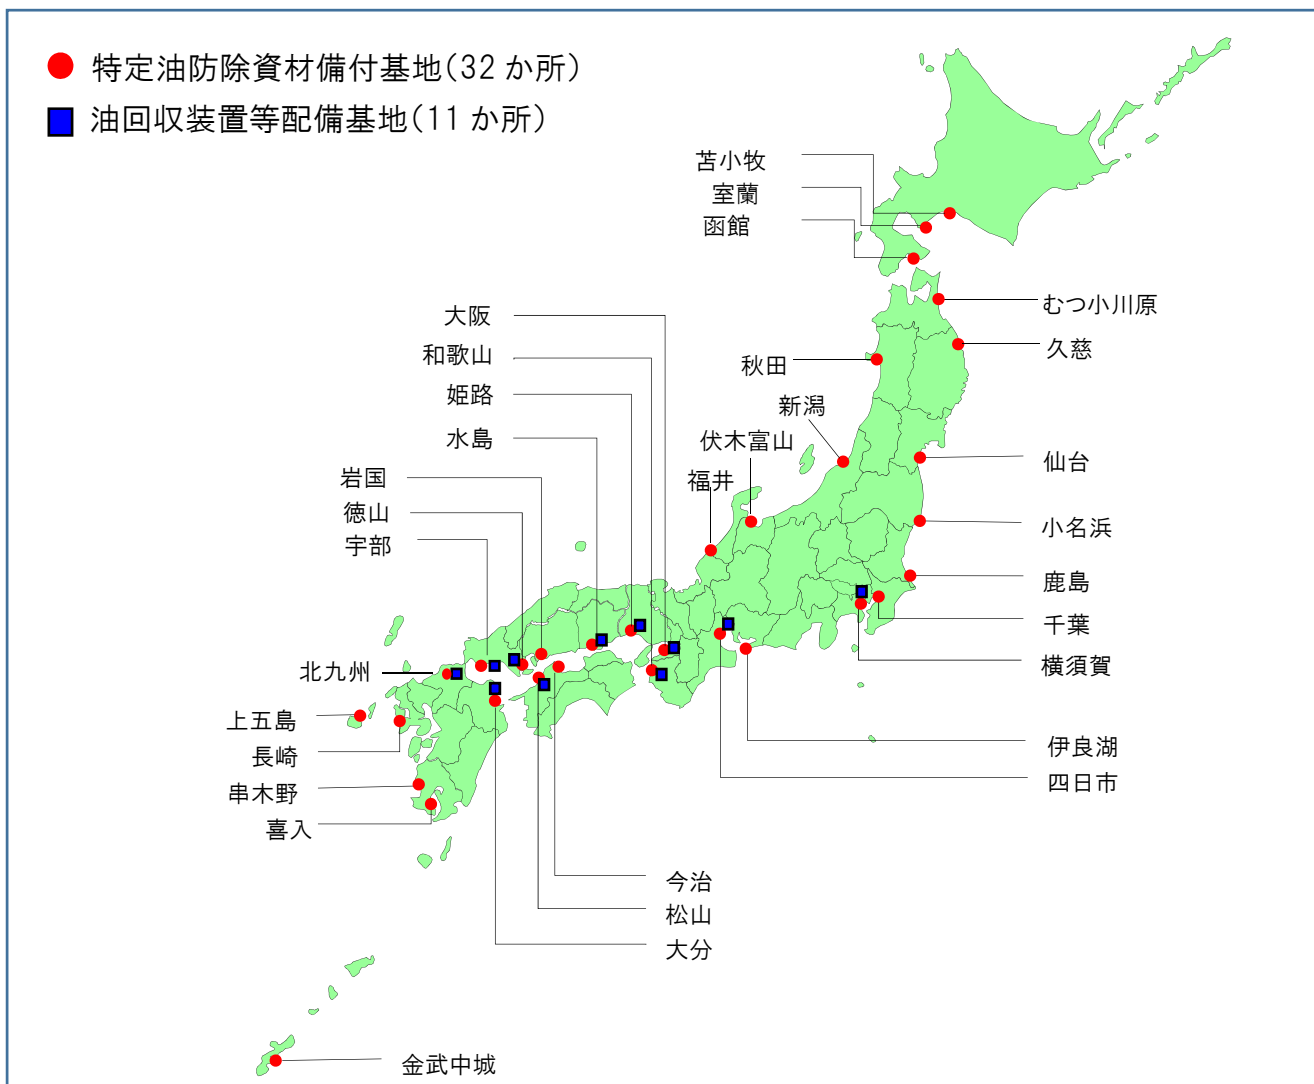 特定油防除資材備付基地(32か所)
油回収装置等配備基地(11か所)
苫小牧
室蘭
函館
むつ小川原
久慈
秋田
新潟
伏木富山
福井
仙台
小名浜
鹿島
千葉
横須賀
伊良湖
四日市
大阪
和歌山
姫路
水島
岩国
徳山
宇部
北九州
上五島
長崎
串木野
喜入
今治
松山
大分
金武中城